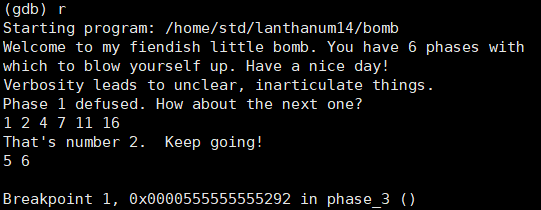 (gdb) r
Starting program: /home/std/lanthanum14/bomb
Welcome to my fiendish little bomb. You have 6 phases with
which to blow yourself up. Have a nice day!
Verbosity leads to unclear, inarticulate things.
Phase 1 defused. How about the next one?
1 2 4 7 11 16
That's number 2.  Keep going!
5 6

Breakpoint 1, 0x0000555555555292 in phase_3 ()